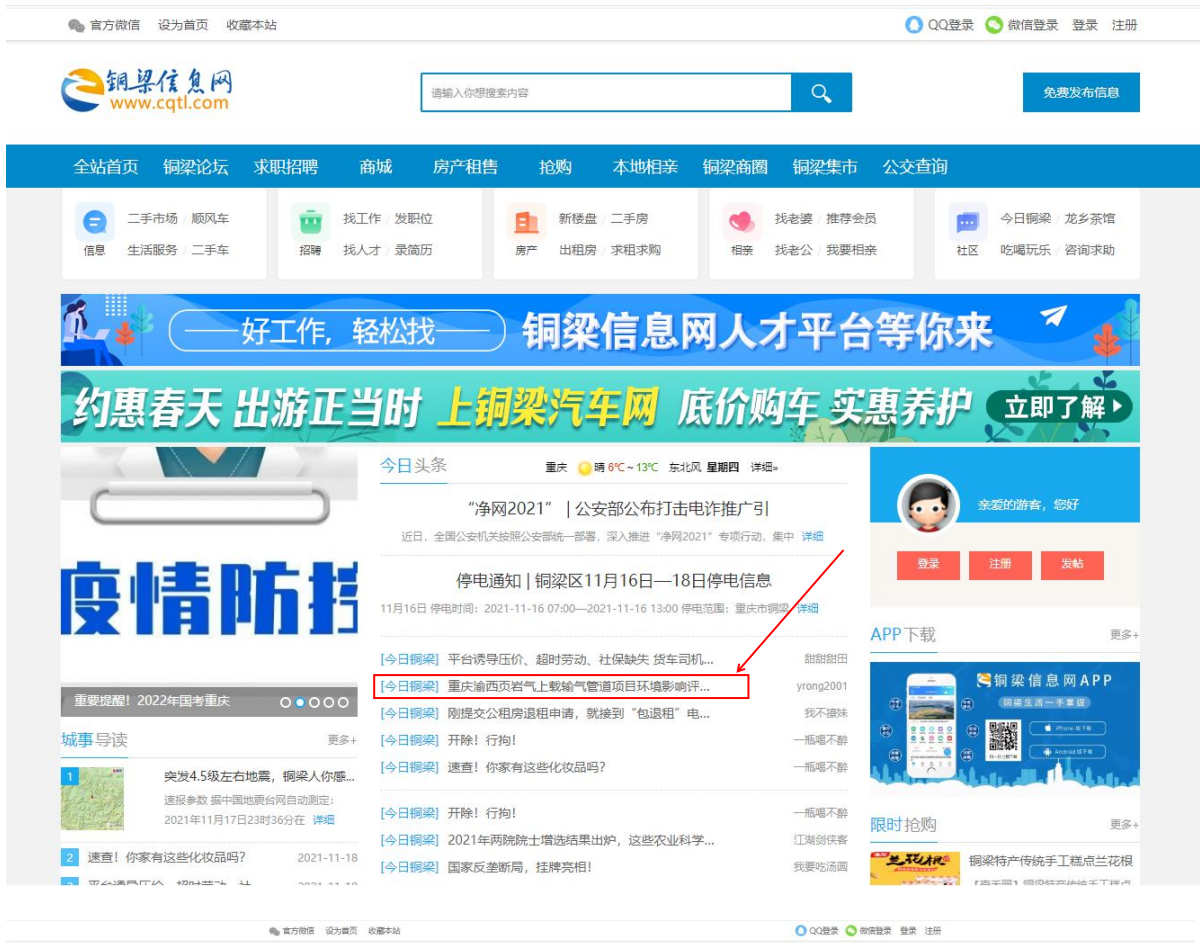 官方微信 设为首页 收藏本站 QQ登录 微信登录 登录 注册
铜梁信息网
www.cqtl.com
请输入你想搜索内容
免费发布信息
全站首页 铜梁论坛 求职招聘 商城 房产租售 抢购 本地相亲 铜梁商圈 铜梁集市 公交查询
信息 二手市场 / 顺风车
生活服务 / 二手车
招聘 找工作 / 发职位
找人才 / 录简历
房产 新楼盘 / 二手房
出租房 / 求租求购
相亲 找老婆 / 推荐会员
找老公 / 我要相亲
社区 今日铜梁 / 龙乡茶馆
吃喝玩乐 / 咨询求助
好工作，轻松找 铜梁信息网人才平台等你来
约惠春天 出游正当时 上铜梁汽车网 底价购车 实惠养护 立即了解
疫情防控
重要提醒！2022年国考重庆
城事导读 更多+
1 突发4.5级左右地震，铜梁人你感...
速报参数 据中国地震台网自动测定：
2021年11月17日23时36分在 详细
2 速查！你家有这些化妆品吗？ 2021-11-18
今日头条 重庆 晴 6℃~13℃ 东北风 星期四 详细»
“净网2021” | 公安部公布打击电诈推广引
近日，全国公安机关按照公安部统一部署，深入推进“净网2021”专项行动，集中 详细
停电通知 | 铜梁区11月16日—18日停电信息
11月16日 停电时间：2021-11-16 07:00—2021-11-16 13:00 停电范围：重庆市铜梁 详细
[今日铜梁] 平台诱导压价、超时劳动、社保缺失 货车司机... 甜甜甜田
[今日铜梁] 重庆渝西页岩气上载输气管道项目环境影响评... yrong2001
[今日铜梁] 刚提交公租房退租申请，就接到“包退租”电... 我不接妹
[今日铜梁] 开除！行拘！ 一瓶喝不醉
[今日铜梁] 速查！你家有这些化妆品吗？ 一瓶喝不醉
[今日铜梁] 开除！行拘！ 一瓶喝不醉
[今日铜梁] 2021年两院院士增选结果出炉，这些农业科学... 江湖剑侠客
[今日铜梁] 国家反垄断局，挂牌亮相！ 我要吃汤圆
亲爱的游客，您好
登录 注册 发帖
APP下载 更多+
铜梁信息网APP
铜梁生活一手掌握
iPhone 版下载
Android 版下载
限时抢购 更多+
兰花根
铜梁特产传统手工糕点兰花根
官方微信 设为首页 收藏本站 QQ登录 微信登录 登录 注册